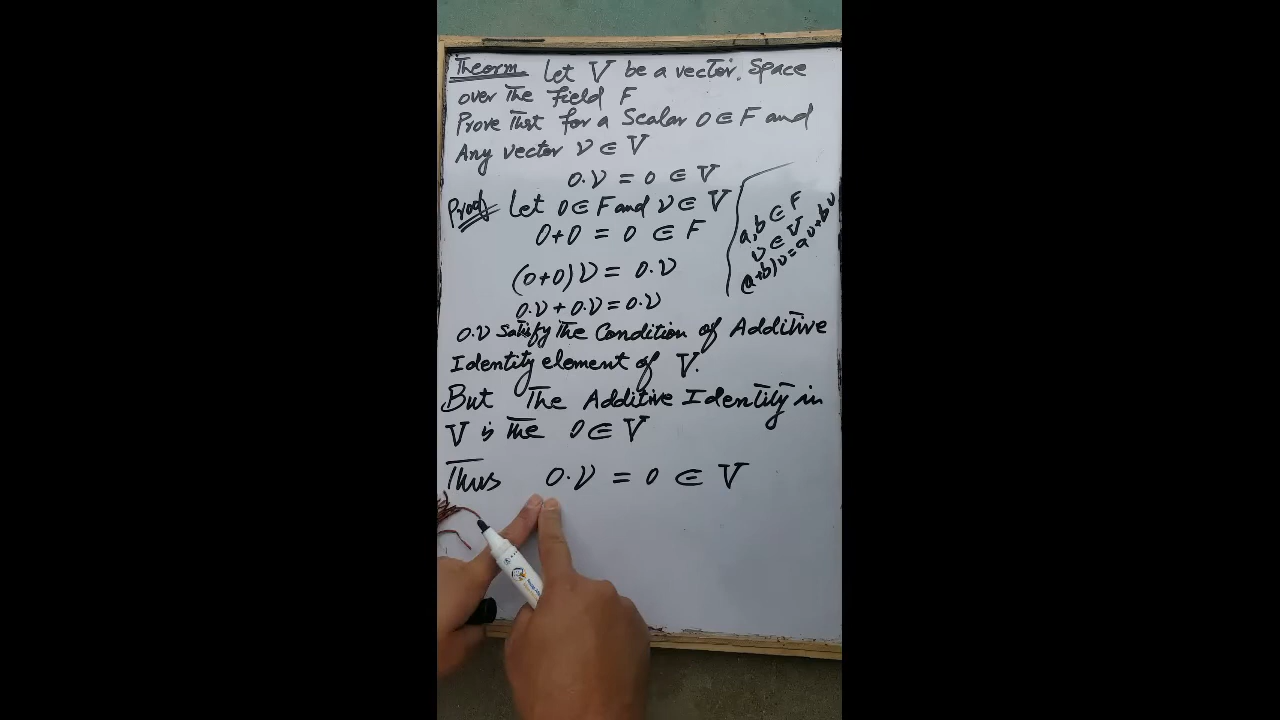 Theorm. Let V be a vector. Space
over The field F
Prove That for a Scalar 0 ∈ F and
Any vector v ∈ V
0.v = 0 ∈ V
Proof Let 0 ∈ F and v ∈ V
0+0 = 0 ∈ F
(0+0)v = 0.v
0.v + 0.v = 0.v
a,b ∈ F
v ∈ V
(a+b)v = av+bv
0.v Satisfy The Condition of Additive
Identity element of V.
But The Additive Identity in
V is The 0 ∈ V
Thus 0.v = 0 ∈ V